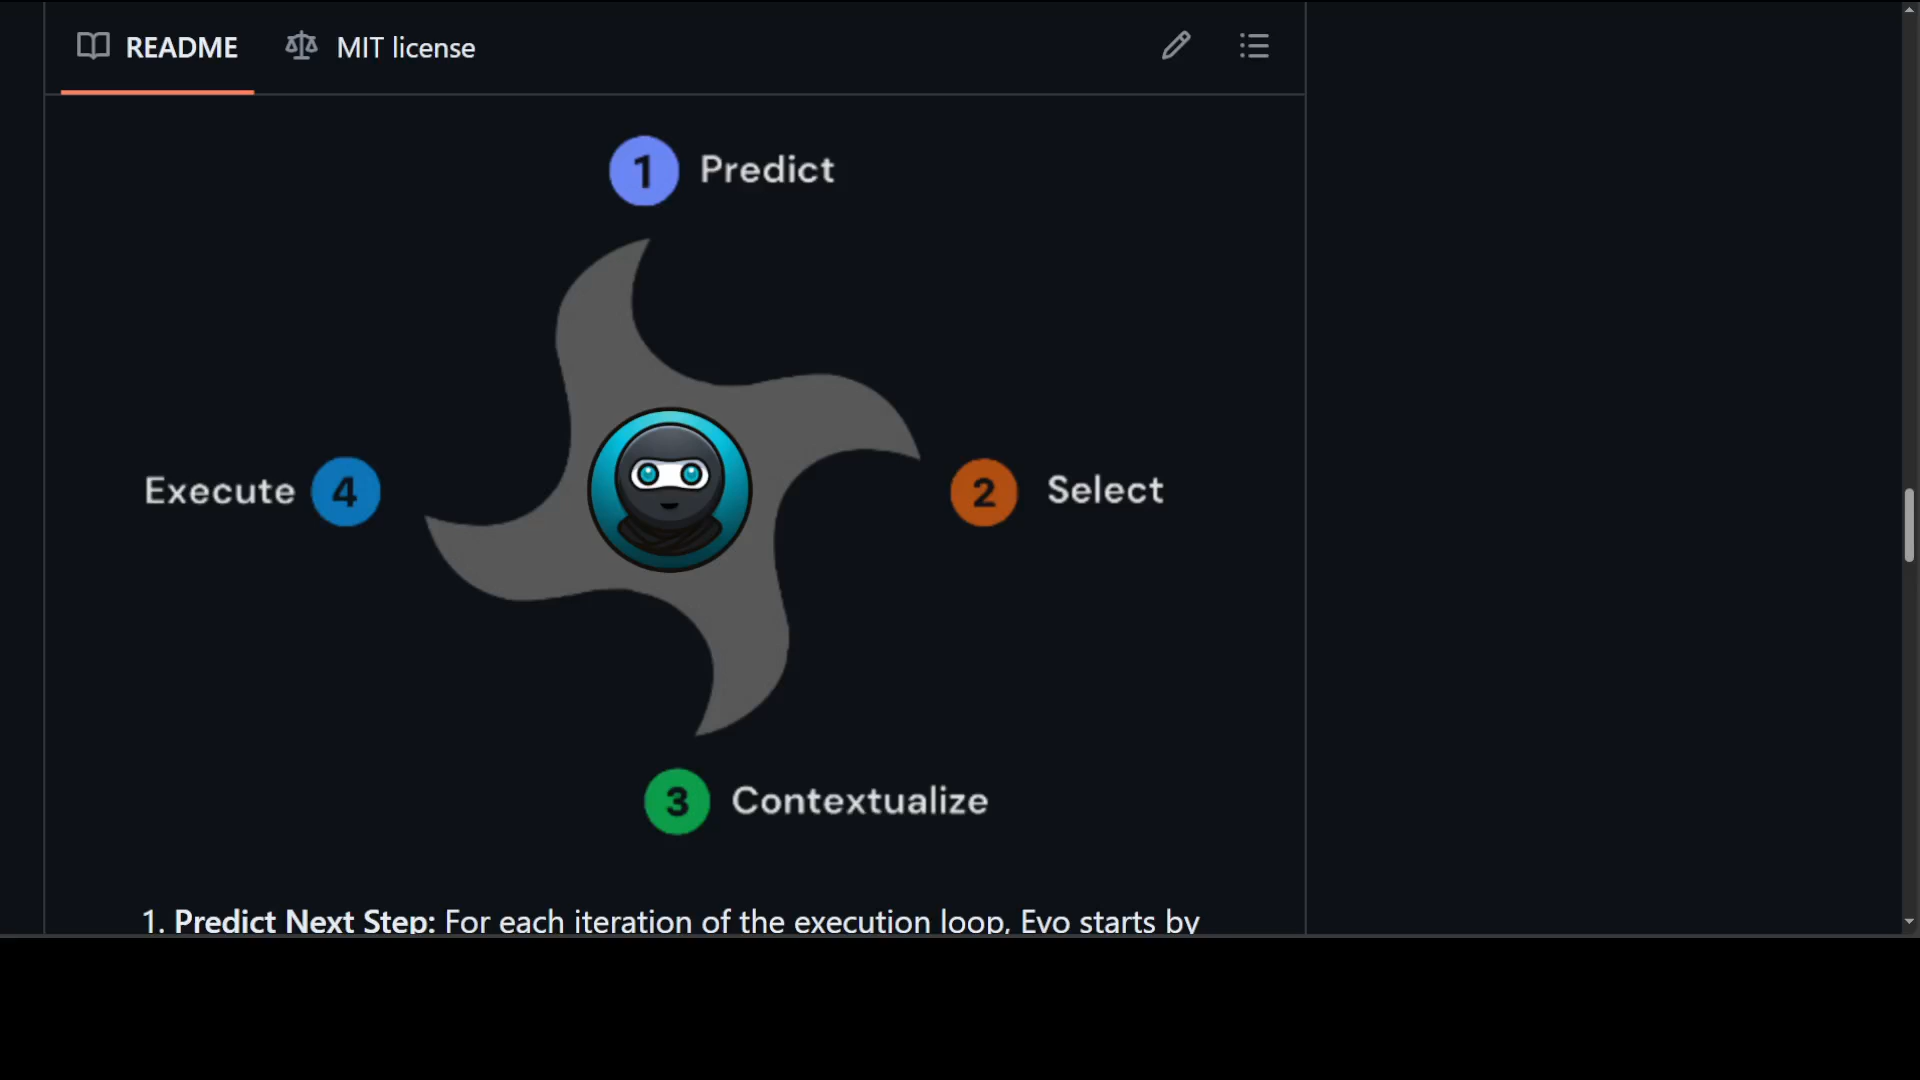 README MIT license
1 Predict
Execute 4
2 Select
3 Contextualize
1. Predict Next Step: For each iteration of the execution loop, Evo starts by